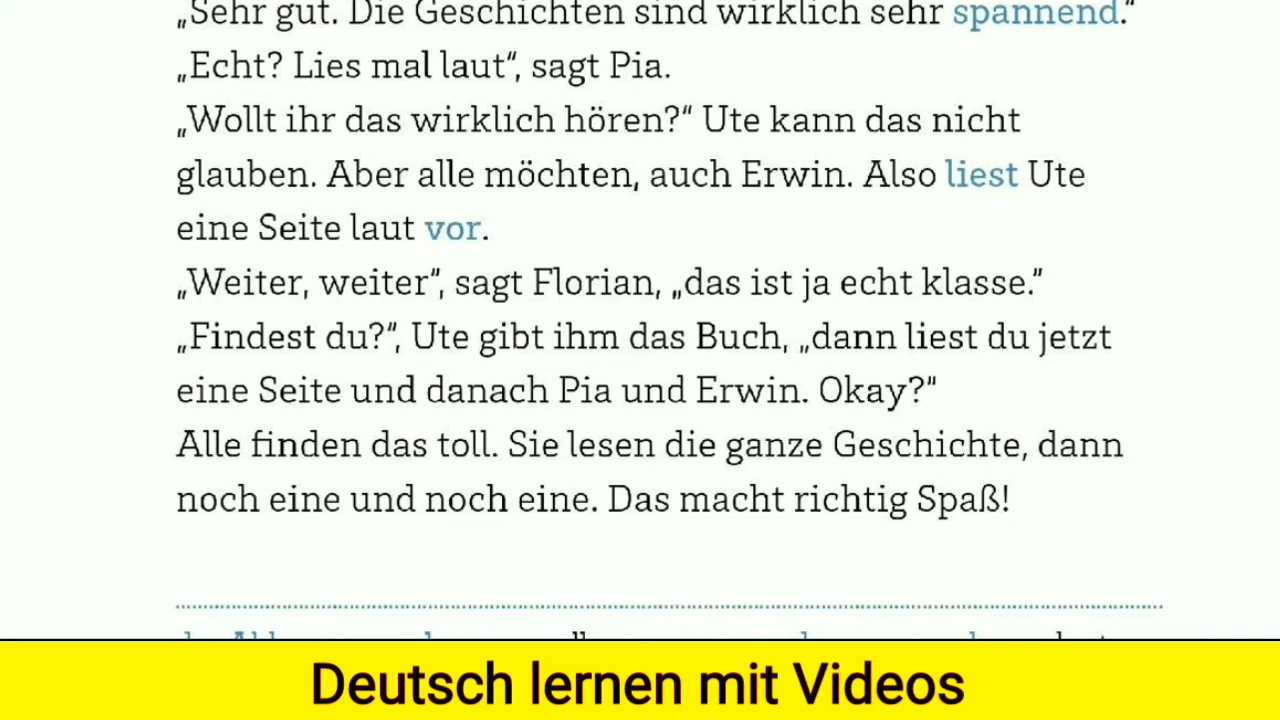 „Sehr gut. Die Geschichten sind wirklich sehr spannend.“
„Echt? Lies mal laut“, sagt Pia.
„Wollt ihr das wirklich hören?“ Ute kann das nicht
glauben. Aber alle möchten, auch Erwin. Also liest Ute
eine Seite laut vor.
„Weiter, weiter“, sagt Florian, „das ist ja echt klasse.“
„Findest du?“, Ute gibt ihm das Buch, „dann liest du jetzt
eine Seite und danach Pia und Erwin. Okay?“
Alle finden das toll. Sie lesen die ganze Geschichte, dann
noch eine und noch eine. Das macht richtig Spaß!
Deutsch lernen mit Videos